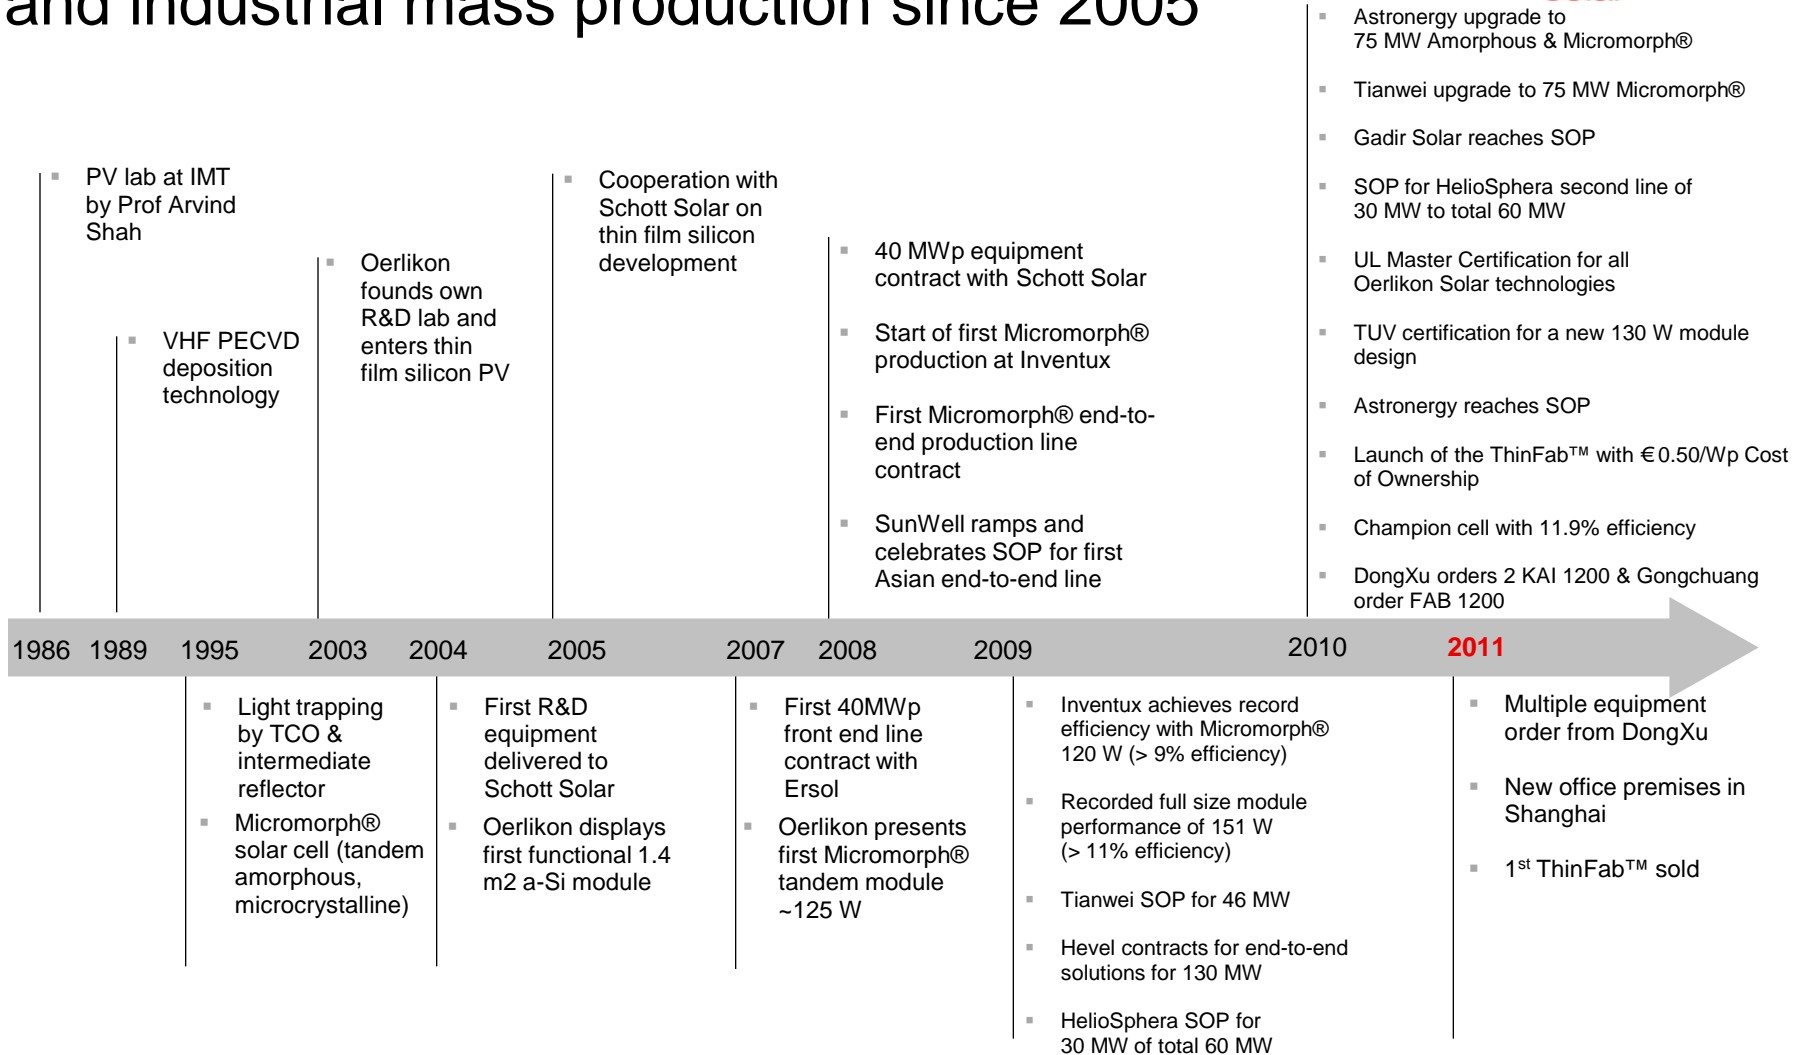 and industrial mass production since 2005
Astronergy upgrade to
75 MW Amorphous & Micromorph®
Tianwei upgrade to 75 MW Micromorph®
Gadir Solar reaches SOP
SOP for HelioSphera second line of
30 MW to total 60 MW
UL Master Certification for all
Oerlikon Solar technologies
TUV certification for a new 130 W module
design
Astronergy reaches SOP
Launch of the ThinFab™ with €0.50/Wp Cost
of Ownership
Champion cell with 11.9% efficiency
DongXu orders 2 KAI 1200 & Gongchuang
order FAB 1200
PV lab at IMT
by Prof Arvind
Shah
VHF PECVD
deposition
technology
Oerlikon
founds own
R&D lab and
enters thin
film silicon PV
Cooperation with
Schott Solar on
thin film silicon
development
40 MWp equipment
contract with Schott Solar
Start of first Micromorph®
production at Inventux
First Micromorph® end-to-
end production line
contract
SunWell ramps and
celebrates SOP for first
Asian end-to-end line
1986 1989 1995 2003 2004 2005 2007 2008 2009 2010 2011
Light trapping
by TCO &
intermediate
reflector
Micromorph®
solar cell (tandem
amorphous,
microcrystalline)
First R&D
equipment
delivered to
Schott Solar
Oerlikon displays
first functional 1.4
m2 a-Si module
First 40MWp
front end line
contract with
Ersol
Oerlikon presents
first Micromorph®
tandem module
~125 W
Inventux achieves record
efficiency with Micromorph®
120 W (> 9% efficiency)
Recorded full size module
performance of 151 W
(> 11% efficiency)
Tianwei SOP for 46 MW
Hevel contracts for end-to-end
solutions for 130 MW
HelioSphera SOP for
30 MW of total 60 MW
Multiple equipment
order from DongXu
New office premises in
Shanghai
1st ThinFab™ sold